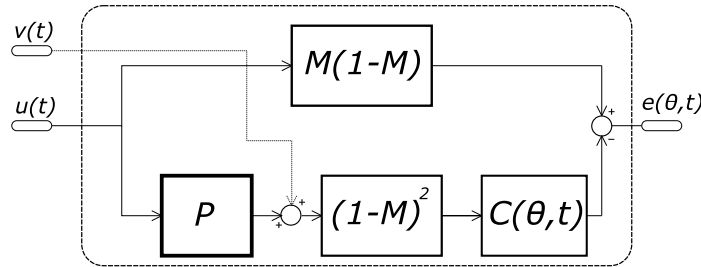 v(t)
M(1-M)
u(t)
e(θ,t)
+
−
P
+
+
(1-M)²
C(θ,t)